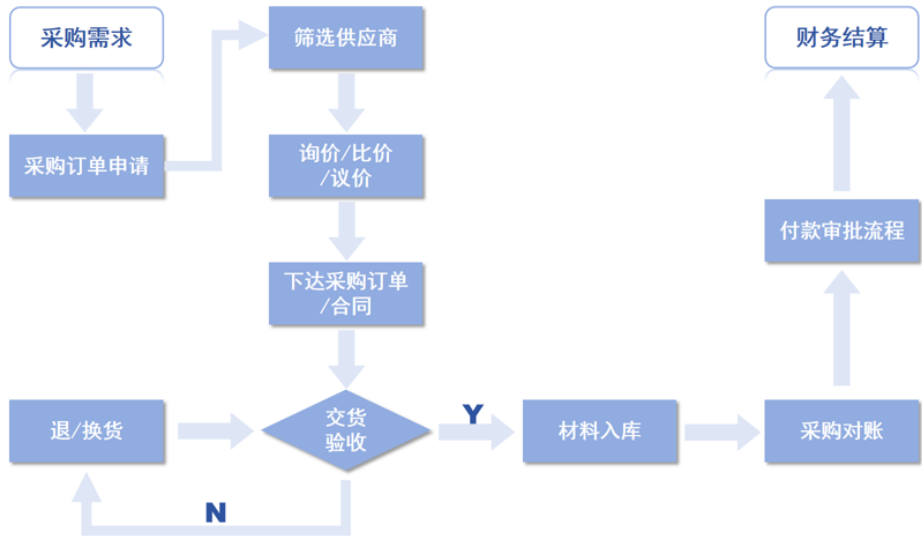 采购需求
采购订单申请
筛选供应商
询价/比价
/议价
下达采购订单
/合同
交货
验收
N
退/换货
Y
材料入库
采购对账
付款审批流程
财务结算